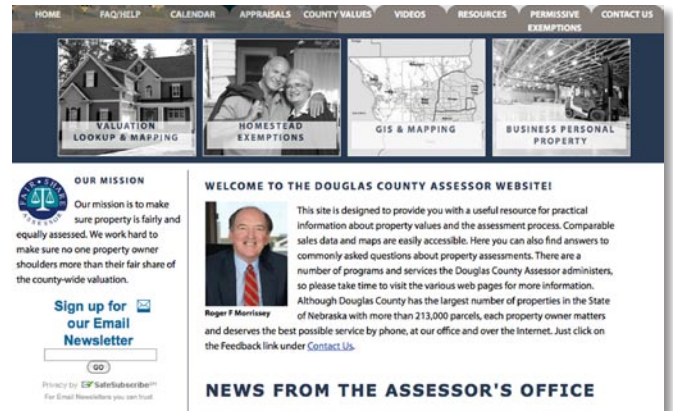 HOME FAQ/HELP CALENDAR APPRAISALS COUNTY VALUES VIDEOS RESOURCES PERMISSIVE EXEMPTIONS CONTACT US
VALUATION
LOOKUP & MAPPING
HOMESTEAD
EXEMPTIONS
GIS & MAPPING
BUSINESS PERSONAL
PROPERTY
FAIR SHARE
ASSESSOR
OUR MISSION
Our mission is to make
sure property is fairly and
equally assessed. We work hard to
make sure no one property owner
shoulders more than their fair share of
the county-wide valuation.
Sign up for
our Email
Newsletter
GO
Privacy by SafeSubscribe℠
For Email Newsletters you can trust
WELCOME TO THE DOUGLAS COUNTY ASSESSOR WEBSITE!
This site is designed to provide you with a useful resource for practical
information about property values and the assessment process. Comparable
sales data and maps are easily accessible. Here you can also find answers to
commonly asked questions about property assessments. There are a
number of programs and services the Douglas County Assessor administers,
so please take time to visit the various web pages for more information.
Although Douglas County has the largest number of properties in the State
Roger F Morrissey
of Nebraska with more than 213,000 parcels, each property owner matters
and deserves the best possible service by phone, at our office and over the Internet. Just click on
the Feedback link under Contact Us.
NEWS FROM THE ASSESSOR'S OFFICE